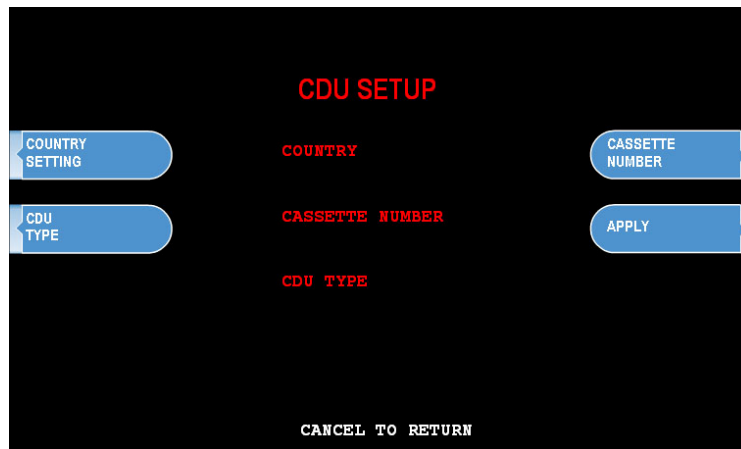 CDU SETUP
COUNTRY
SETTING
COUNTRY
CASSETTE
NUMBER
CDU
TYPE
CASSETTE NUMBER
APPLY
CDU TYPE
CANCEL TO RETURN